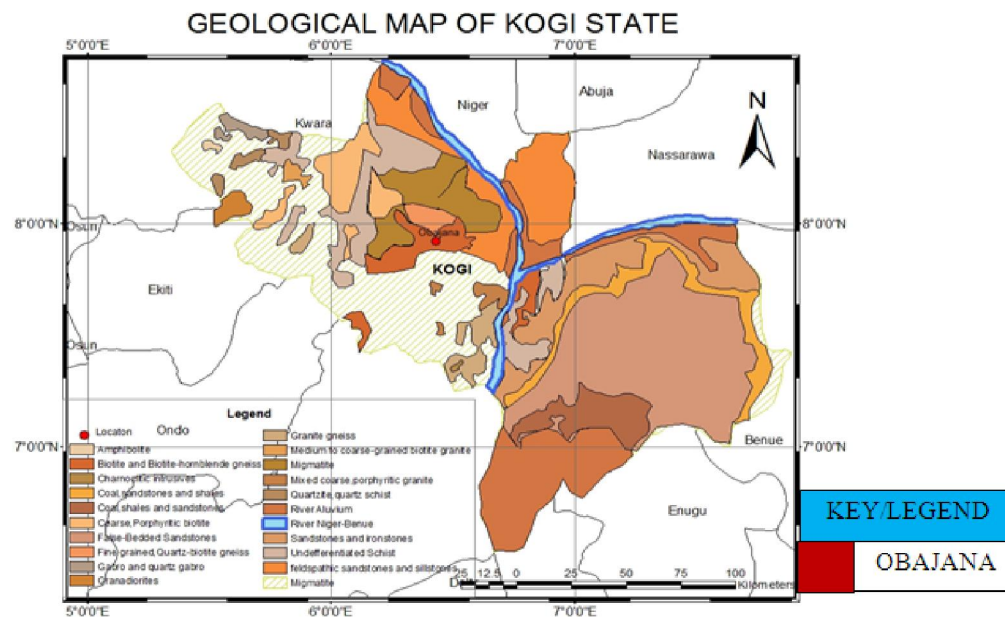 GEOLOGICAL MAP OF KOGI STATE
5°0'0"E 6°0'0"E 7°0'0"E
N
Niger
Abuja
Kwara
Nassarawa
8°0'0"N 8°0'0"N
Osun
Obajana
KOGI
Ekiti
Osun
Legend
Locaton
Amphibolite
Biotite and Biotite-hornblende gneiss
Charnockitic intrusives
Coal, sandstones and shales
Coal, shales and sandstones
Coarse, Porphyritic biotite
False-Bedded Sandstones
Fine grained, Quartz-biotite gneiss
Gabro and quartz gabro
Granadiorites
Granite gneiss
Medium to coarse-grained biotite granite
Migmatite
Mixed coarse, porphyritic granite
Quartzite, quartz schist
River Aluvium
River Niger-Benue
Sandstones and ironstones
Undefferentiated Schist
feldspathic sandstones and siltstones
Migmatite
Ondo
7°0'0"N 7°0'0"N
Benue
Enugu
25 12.5 0 25 50 75 100
Kilometers
5°0'0"E 6°0'0"E 7°0'0"E
KEY/LEGEND
OBAJANA